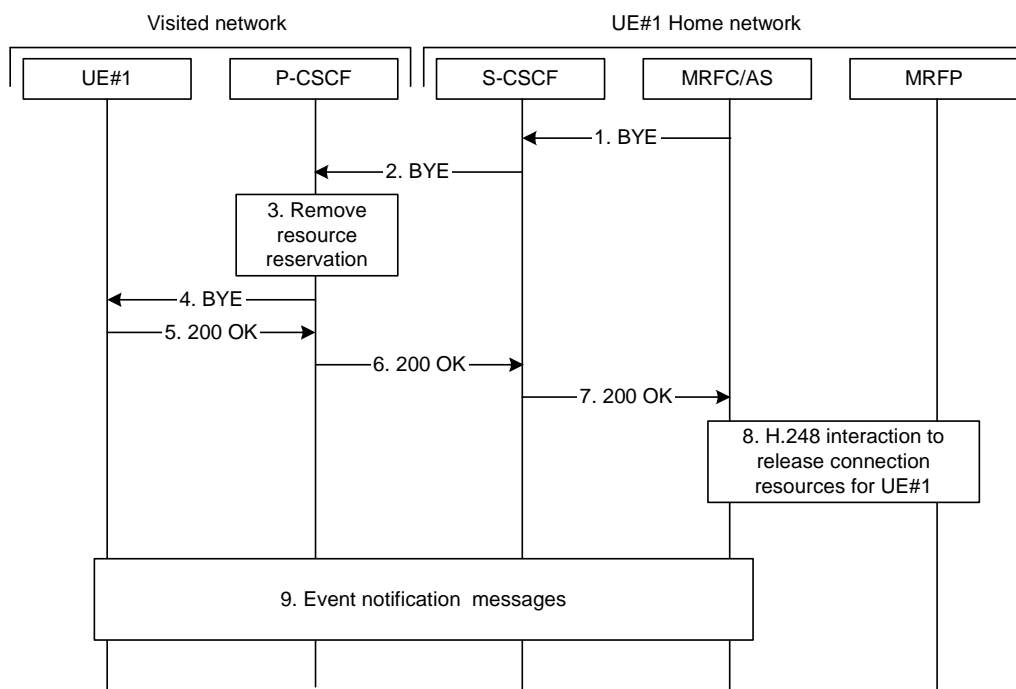 Visited network
UE#1 Home network
UE#1
P-CSCF
S-CSCF
MRFC/AS
MRFP
1. BYE
2. BYE
3. Remove
resource
reservation
4. BYE
5. 200 OK
6. 200 OK
7. 200 OK
8. H.248 interaction to
release connection
resources for UE#1
9. Event notification messages